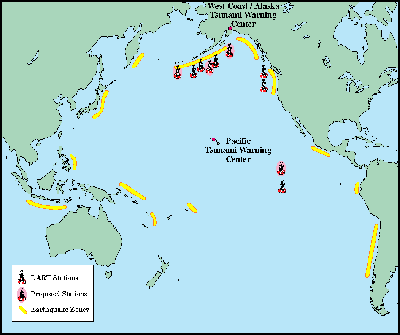 West Coast / Alaska
Tsunami Warning
Center
Pacific
Tsunami Warning
Center
DART Stations
Proposed Stations
Earthquake Zones